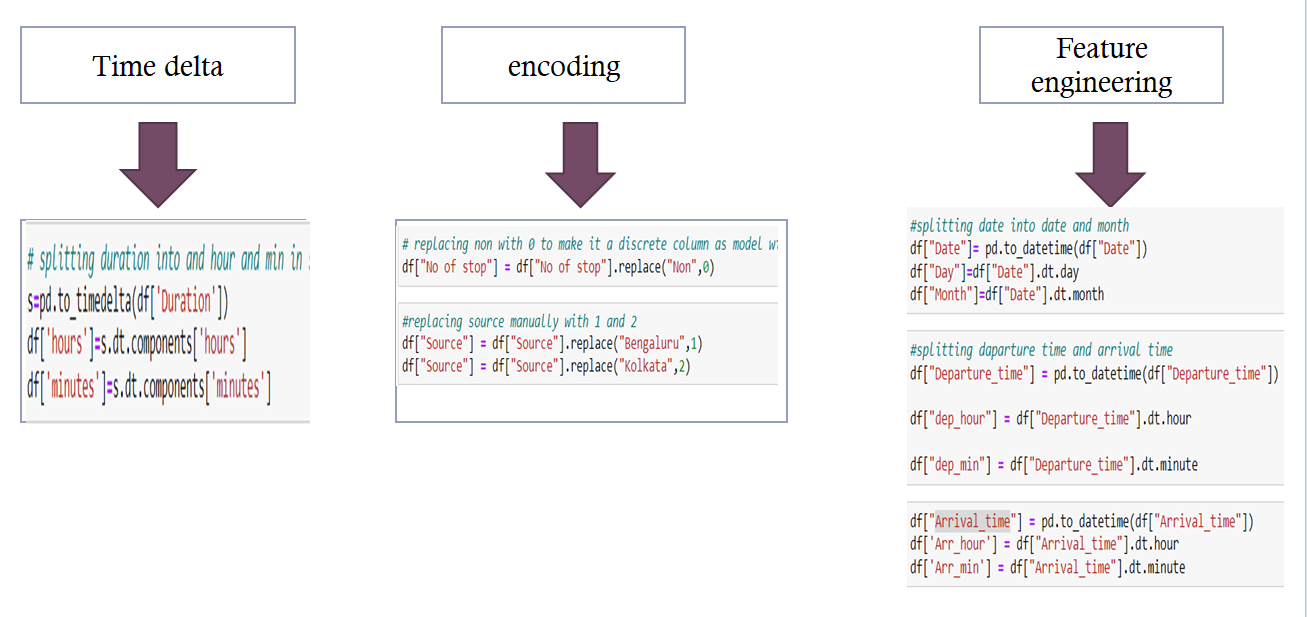 Time delta
# splitting duration into and hour and min in
s=pd.to_timedelta(df['Duration'])
df['hours']=s.dt.components['hours']
df['minutes']=s.dt.components['minutes']
encoding
# replacing non with 0 to make it a discrete column as model
df["No of stop"] = df["No of stop"].replace("Non",0)
#replacing source manually with 1 and 2
df["Source"] = df["Source"].replace("Bengaluru",1)
df["Source"] = df["Source"].replace("Kolkata",2)
Feature
engineering
#splitting date into date and month
df["Date"]= pd.to_datetime(df["Date"])
df["Day"]=df["Date"].dt.day
df["Month"]=df["Date"].dt.month
#splitting daparture time and arrival time
df["Departure_time"] = pd.to_datetime(df["Departure_time"])
df["dep_hour"] = df["Departure_time"].dt.hour
df["dep_min"] = df["Departure_time"].dt.minute
df["Arrival_time"] = pd.to_datetime(df["Arrival_time"])
df['Arr_hour'] = df["Arrival_time"].dt.hour
df['Arr_min'] = df["Arrival_time"].dt.minute